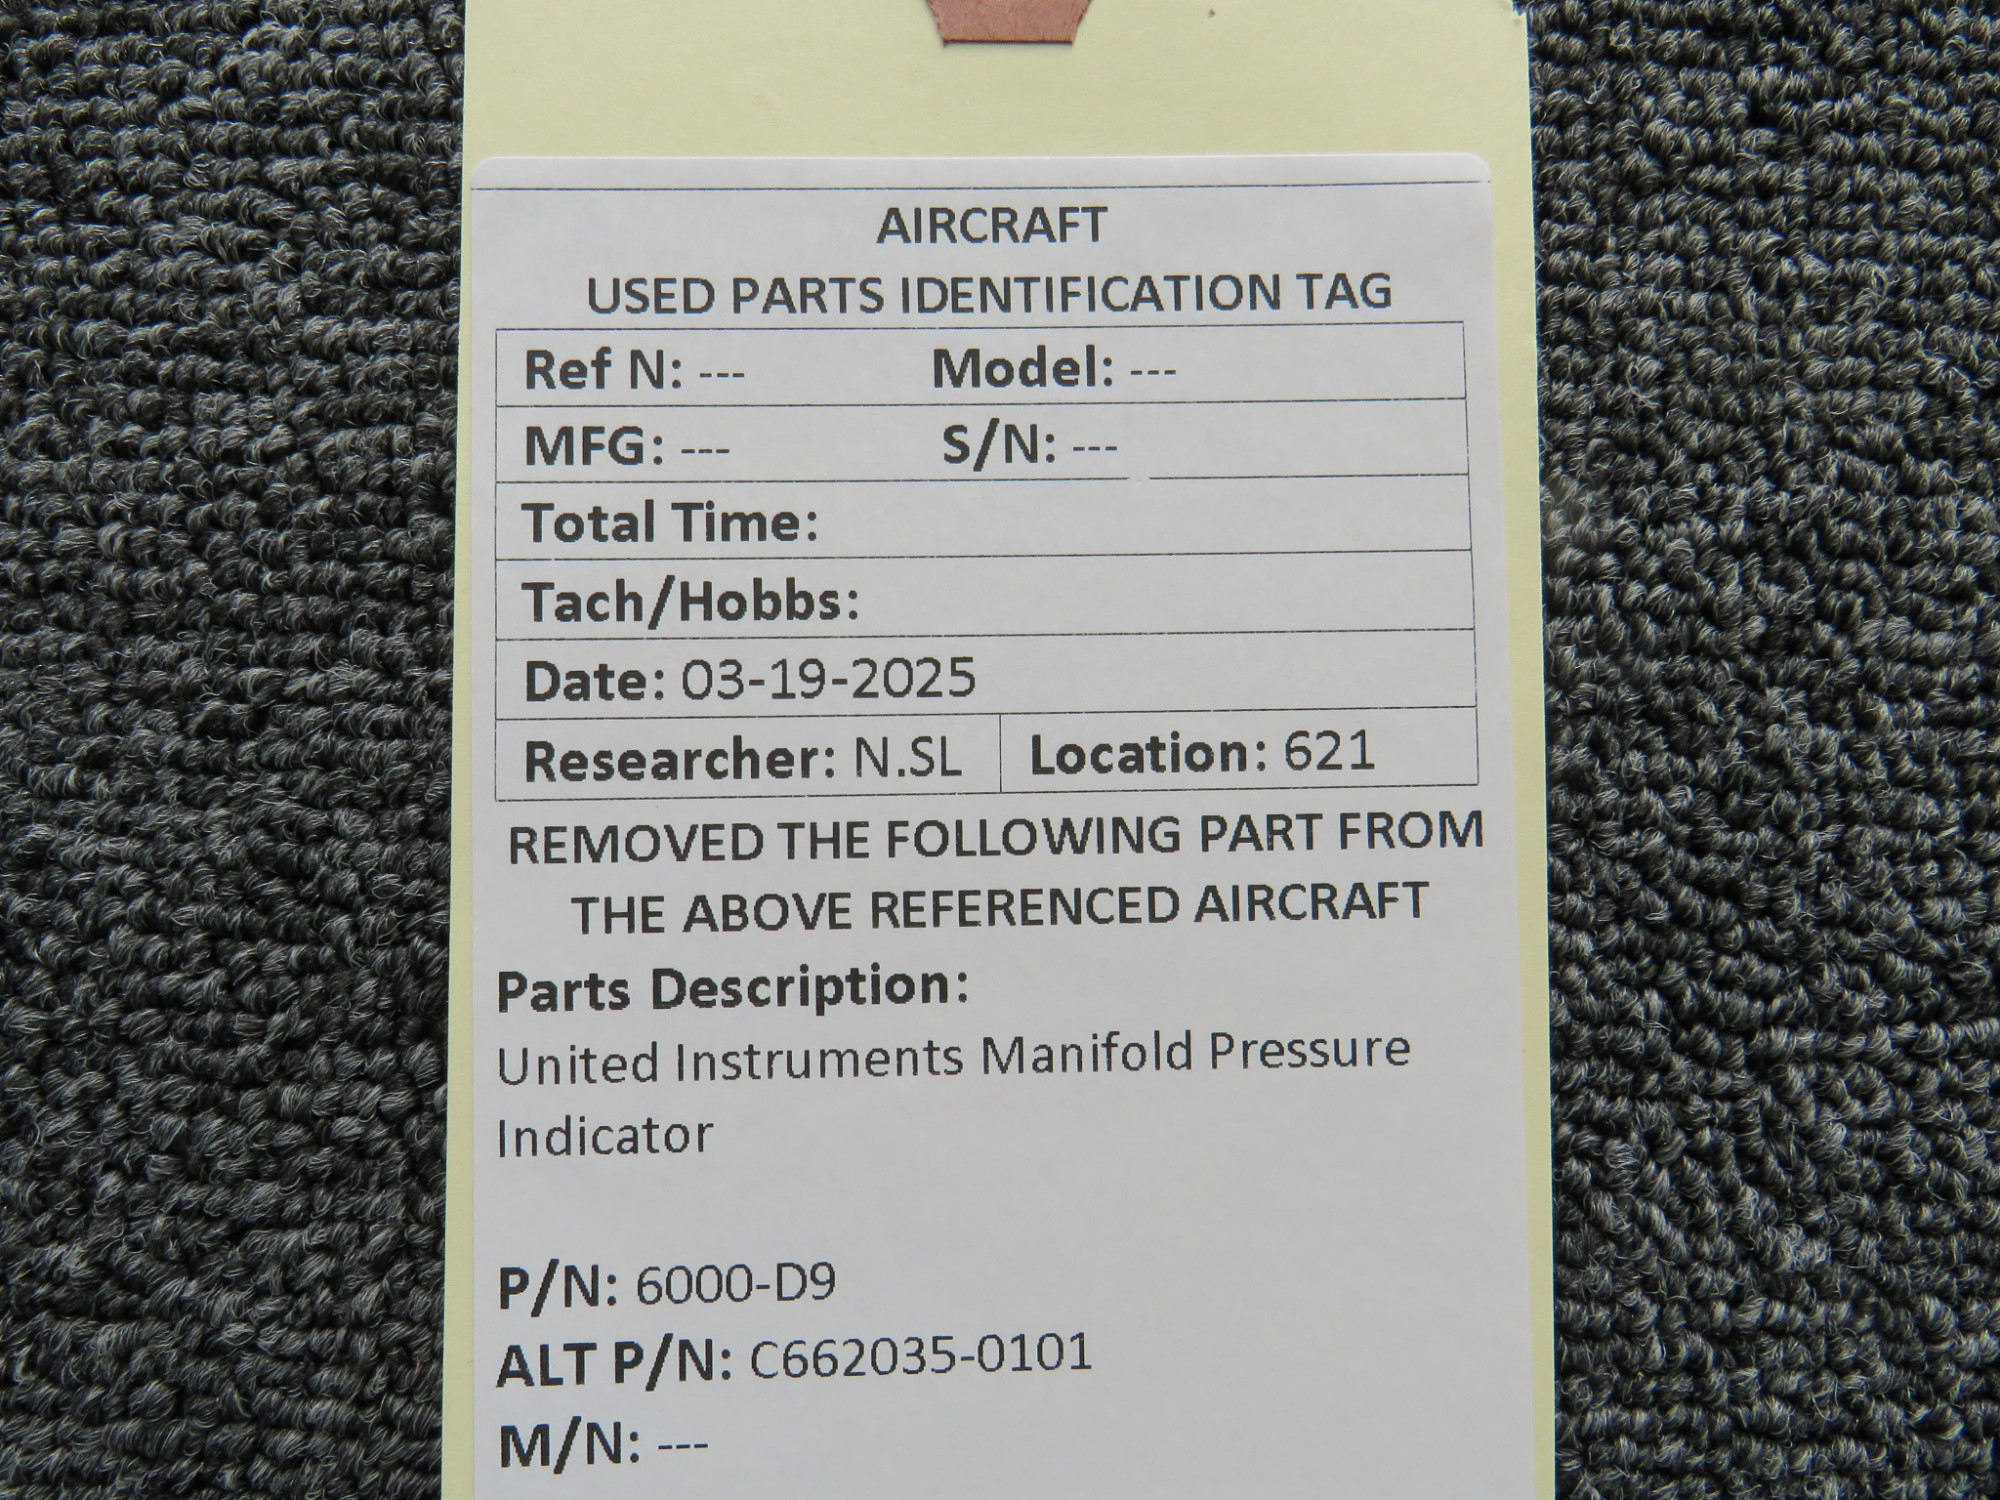 AIRCRAFT
USED PARTS IDENTIFICATION TAG
Ref N: --- Model: ---
MFG: --- S/N: ---
Total Time:
Tach/Hobbs:
Date: 03-19-2025
Researcher: N.SL Location: 621
REMOVED THE FOLLOWING PART FROM
THE ABOVE REFERENCED AIRCRAFT
Parts Description:
United Instruments Manifold Pressure
Indicator
P/N: 6000-D9
ALT P/N: C662035-0101
M/N: ---